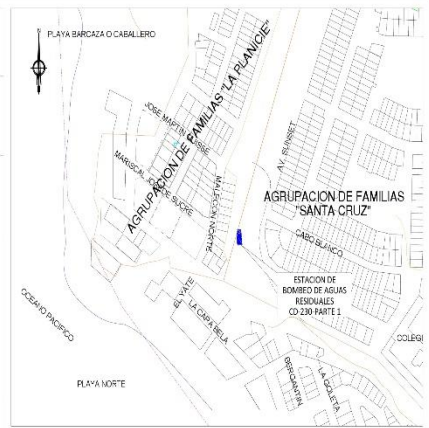 PLAYA BARCAZA O CABALLERO
AGRUPACION DE FAMILIAS "LA PLANICIE"
MARISCAL JOSE DE SUCRE
MALECON NORTE
AV. SUNSET
AGRUPACION DE FAMILIAS
"SANTA CRUZ"
CABO BLANCO
ESTACION DE
BOMBEO DE AGUAS
RESIDUALES
CD-230 PARTE 1
EL YATE
LA CARABELA
OCEANO PACIFICO
PLAYA NORTE
BERGANTIN
LA GOLETA
COLEGI